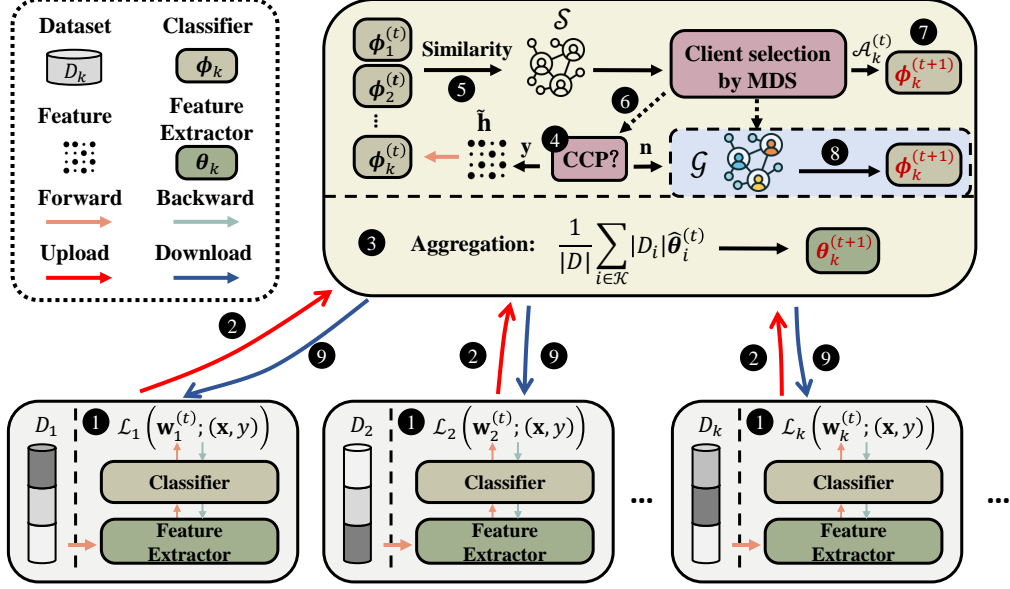 Dataset
Classifier
D_k
ϕ_k
Feature
Feature
Extractor
θ_k
Forward
Backward
Upload
Download
ϕ_1^{(t)}
ϕ_2^{(t)}
⋮
ϕ_k^{(t)}
Similarity
5
𝒮
Client selection
by MDS
𝒜_k^{(t)}
7
ϕ_k^{(t+1)}
6
h̃
y
4
CCP?
n
𝒢
8
ϕ_k^{(t+1)}
3
Aggregation:
\frac{1}{|D|} \sum_{i∈𝒦} |D_i| \hat{θ}_i^{(t)}
θ_k^{(t+1)}
2
9
2
9
2
9
D_1
1
ℒ_1 (w_1^{(t)}; (x, y))
Classifier
Feature
Extractor
D_2
1
ℒ_2 (w_2^{(t)}; (x, y))
Classifier
Feature
Extractor
...
D_k
1
ℒ_k (w_k^{(t)}; (x, y))
Classifier
Feature
Extractor
...